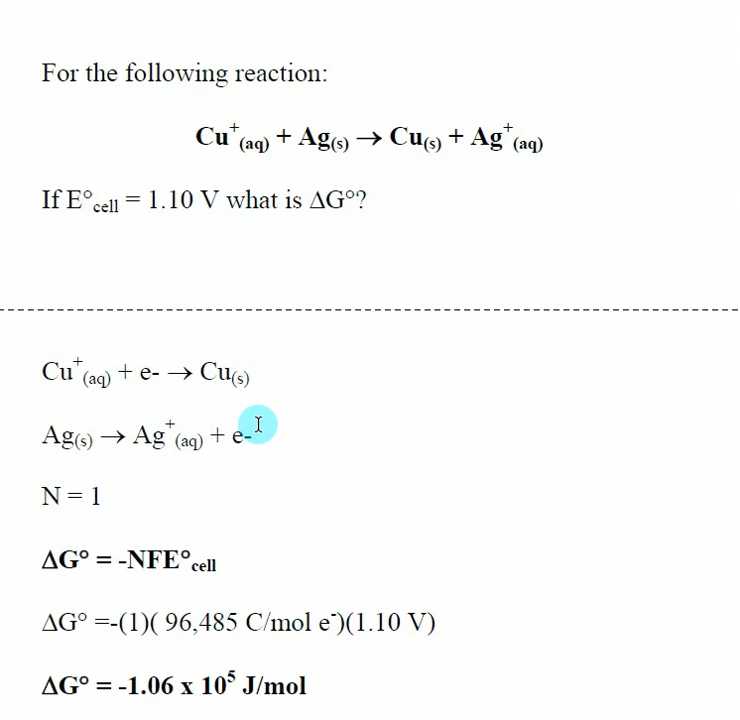 For the following reaction:
Cu⁺(aq) + Ag(s) → Cu(s) + Ag⁺(aq)
If E°cell = 1.10 V what is ΔG°?
Cu⁺(aq) + e- → Cu(s)
Ag(s) → Ag⁺(aq) + e-
N = 1
ΔG° = -NFE°cell
ΔG° =-(1)( 96,485 C/mol e⁻)(1.10 V)
ΔG° = -1.06 x 10⁵ J/mol